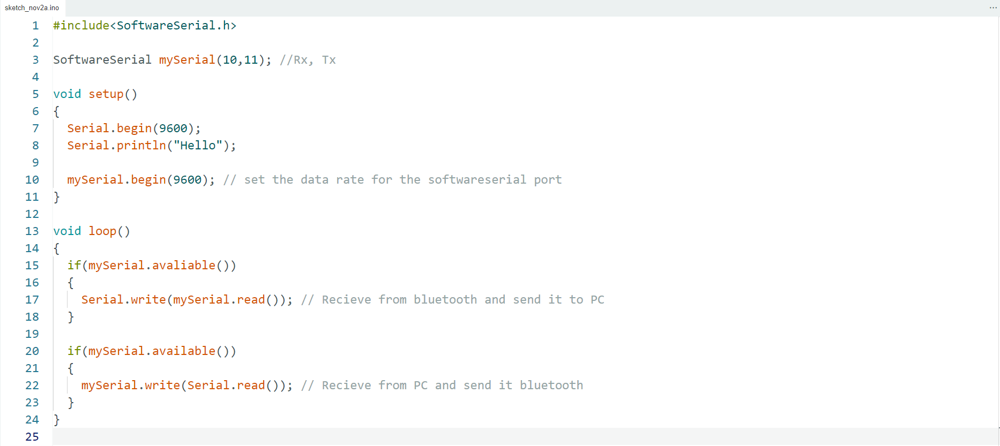 sketch_nov2a.ino
1 #include<SoftwareSerial.h>
2
3 SoftwareSerial mySerial(10,11); //Rx, Tx
4
5 void setup()
6 {
7   Serial.begin(9600);
8   Serial.println("Hello");
9
10   mySerial.begin(9600); // set the data rate for the softwareserial port
11 }
12
13 void loop()
14 {
15   if(mySerial.avaliable())
16   {
17     Serial.write(mySerial.read()); // Recieve from bluetooth and send it to PC
18   }
19
20   if(mySerial.available())
21   {
22     mySerial.write(Serial.read()); // Recieve from PC and send it bluetooth
23   }
24 }
25